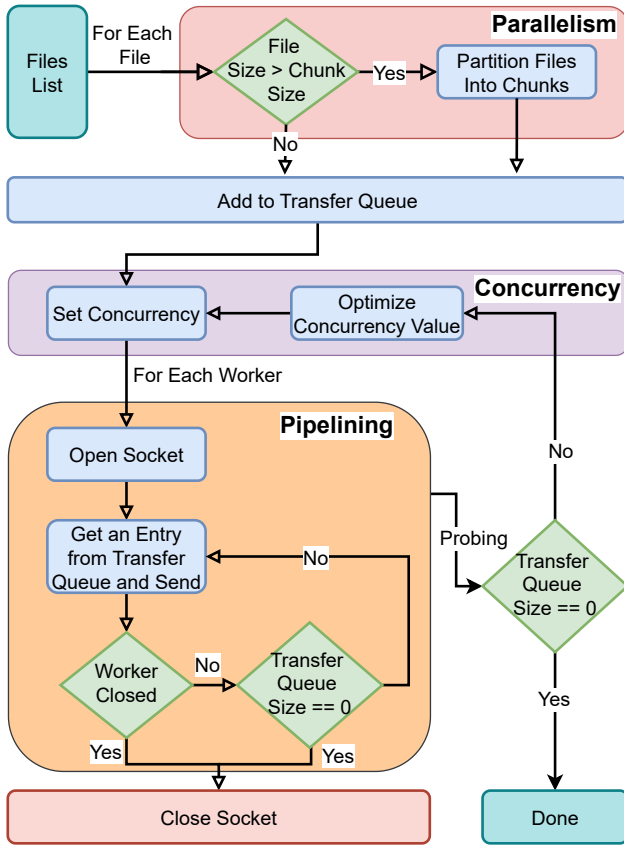 Parallelism
Files
List
For Each
File
File
Size > Chunk
Size
Yes
Partition Files
Into Chunks
No
Add to Transfer Queue
Concurrency
Set Concurrency
Optimize
Concurrency Value
For Each Worker
Pipelining
Open Socket
No
Get an Entry
from Transfer
Queue and Send
No
Probing
Transfer
Queue
Size == 0
Worker
Closed
No
Transfer
Queue
Size == 0
Yes
Yes
Yes
Close Socket
Done